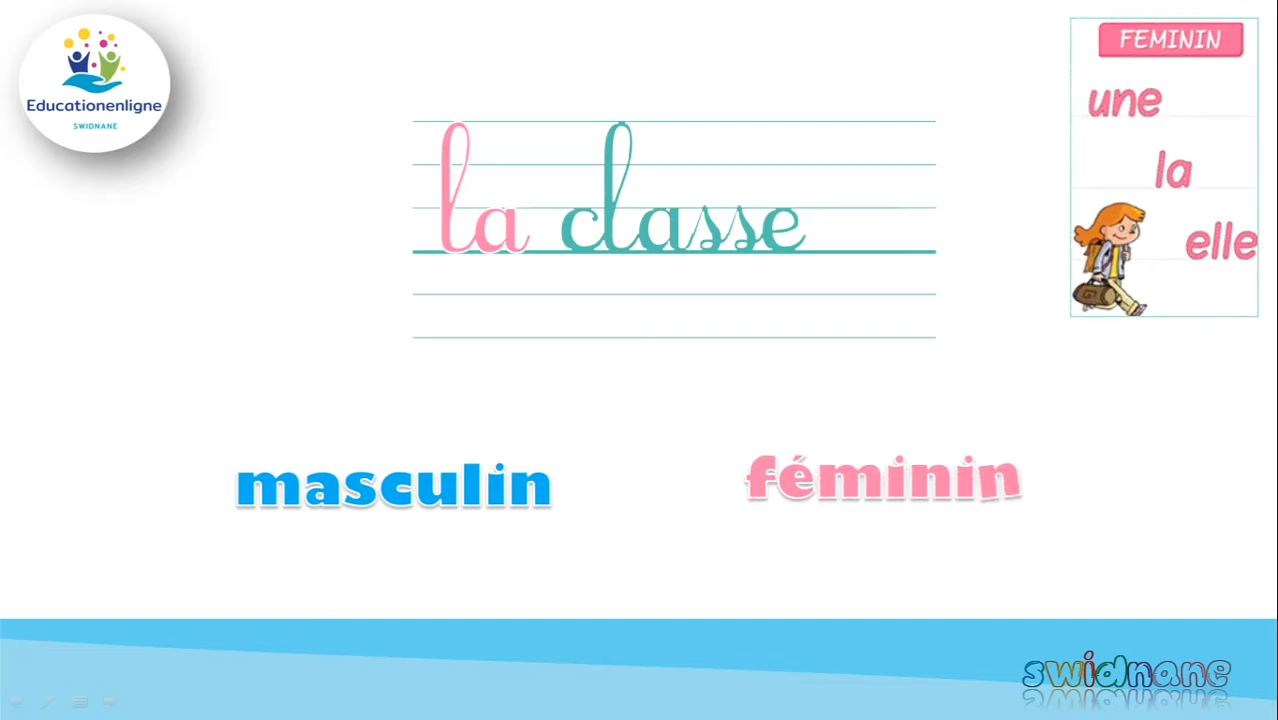 Educationenligne
SWIDNANE
la classe
FEMININ
une
la
elle
masculin
féminin
swidnane